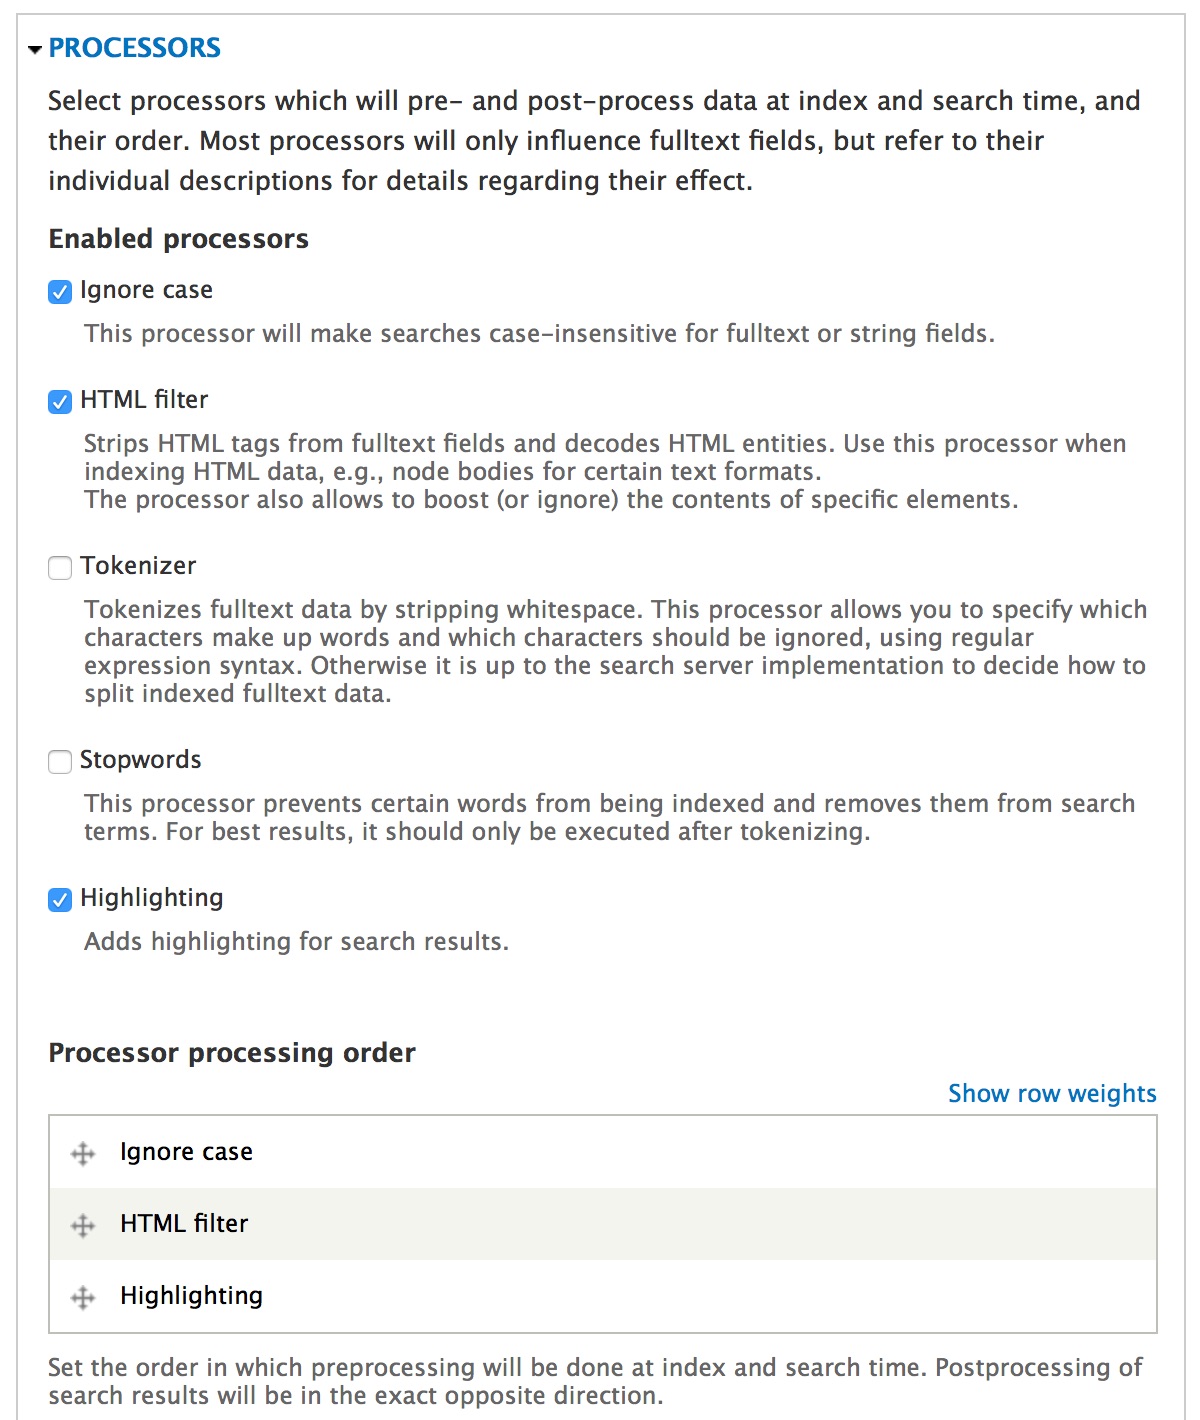 PROCESSORS
Select processors which will pre- and post-process data at index and search time, and
their order. Most processors will only influence fulltext fields, but refer to their
individual descriptions for details regarding their effect.
Enabled processors
Ignore case
This processor will make searches case-insensitive for fulltext or string fields.
HTML filter
Strips HTML tags from fulltext fields and decodes HTML entities. Use this processor when
indexing HTML data, e.g., node bodies for certain text formats.
The processor also allows to boost (or ignore) the contents of specific elements.
Tokenizer
Tokenizes fulltext data by stripping whitespace. This processor allows you to specify which
characters make up words and which characters should be ignored, using regular
expression syntax. Otherwise it is up to the search server implementation to decide how to
split indexed fulltext data.
Stopwords
This processor prevents certain words from being indexed and removes them from search
terms. For best results, it should only be executed after tokenizing.
Highlighting
Adds highlighting for search results.
Processor processing order
Show row weights
Ignore case
HTML filter
Highlighting
Set the order in which preprocessing will be done at index and search time. Postprocessing of
search results will be in the exact opposite direction.